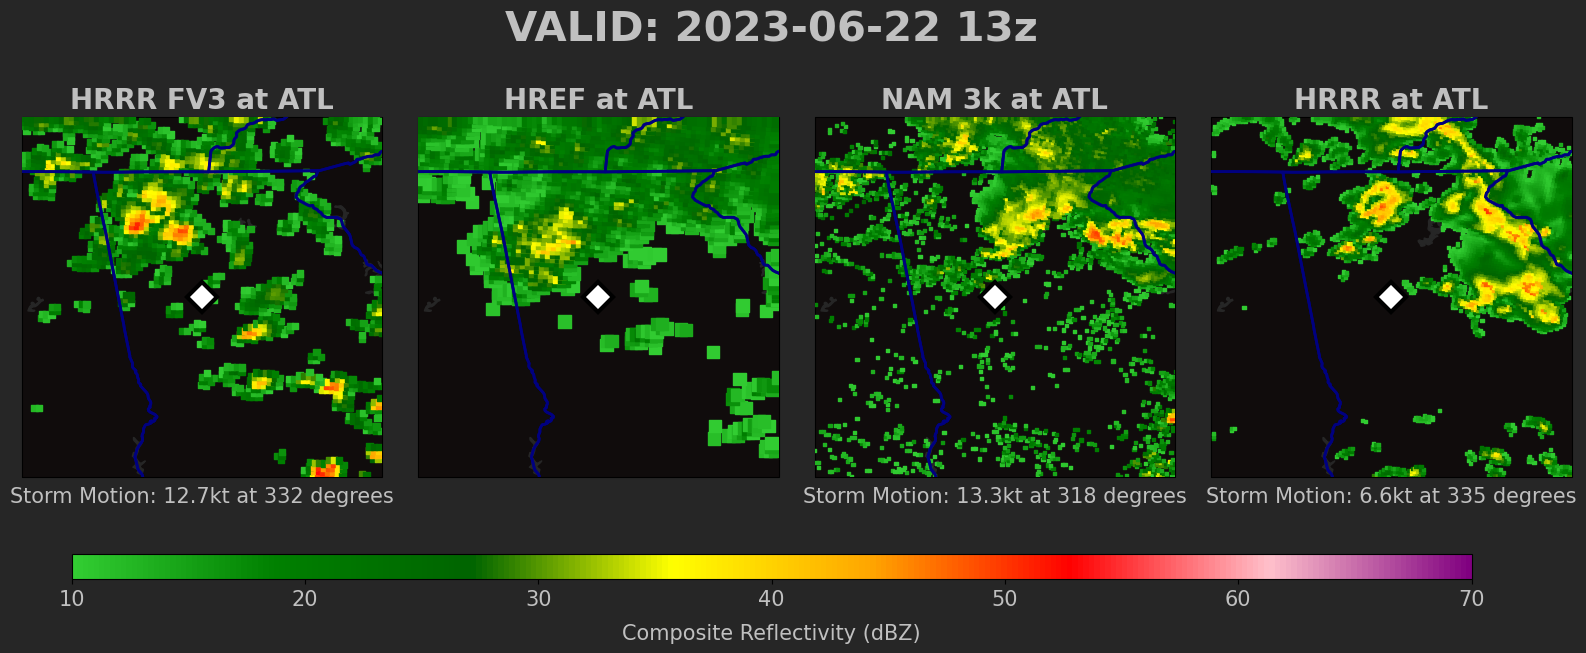 VALID: 2023-06-22 13z
HRRR FV3 at ATL
HREF at ATL
NAM 3k at ATL
HRRR at ATL
Storm Motion: 12.7kt at 332 degrees
Storm Motion: 13.3kt at 318 degrees
Storm Motion: 6.6kt at 335 degrees
10 20 30 40 50 60 70
Composite Reflectivity (dBZ)